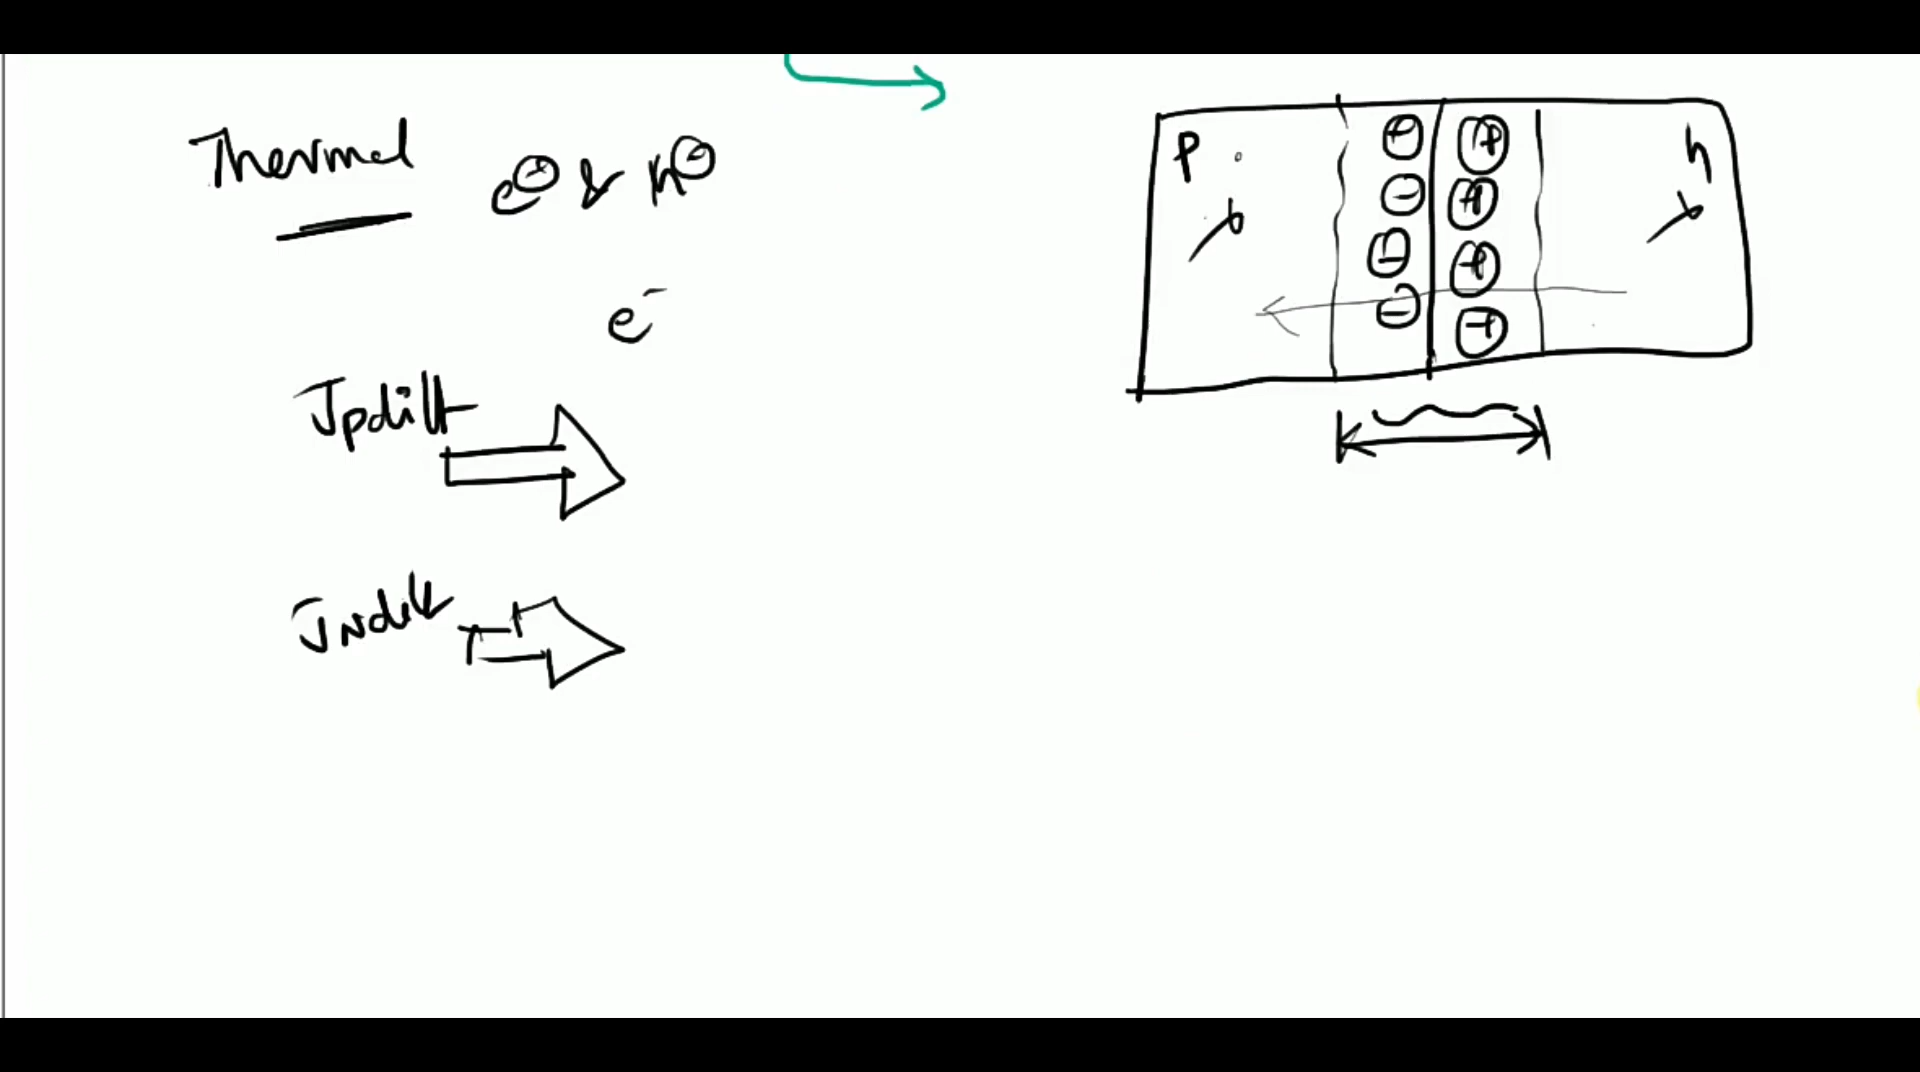 Thermal
e⊖ & h⊖
e⁻
Jpdiff
Jndiff
p n
⊖ ⊕
⊖ ⊕
⊖ ⊕
⊖ ⊕